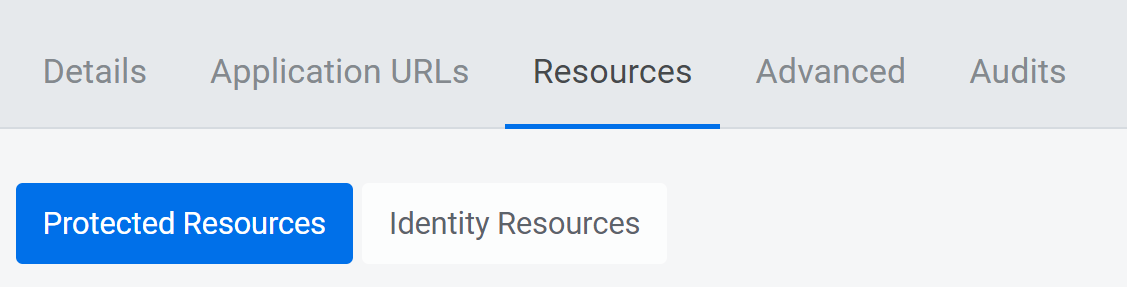 Details Application URLs Resources Advanced Audits
Protected Resources Identity Resources